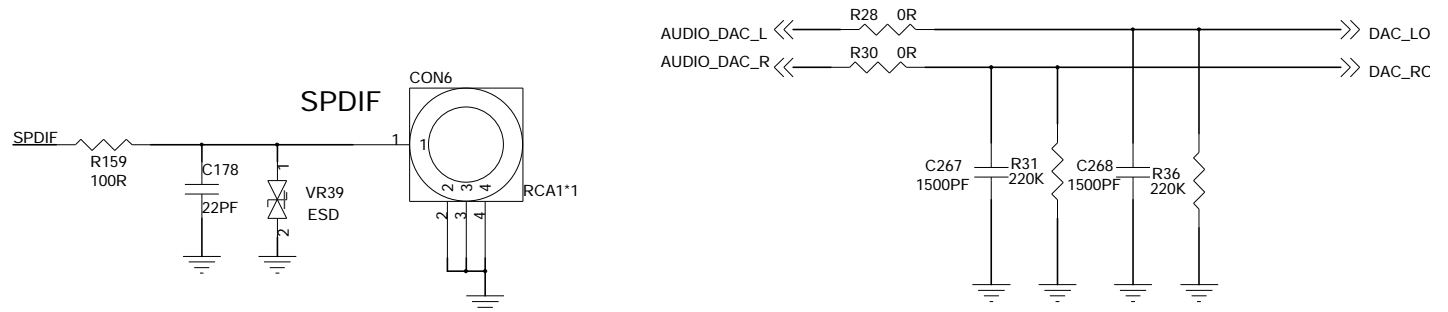 SPDIF
R159
100R
C178
22PF
1
2
VR39
ESD
SPDIF
CON6
1
1
2 3 4
2 3 4
RCA1*1
AUDIO_DAC_L
R28 0R
DAC_LO
AUDIO_DAC_R
R30 0R
DAC_RO
C267
1500PF
R31
220K
C268
1500PF
R36
220K